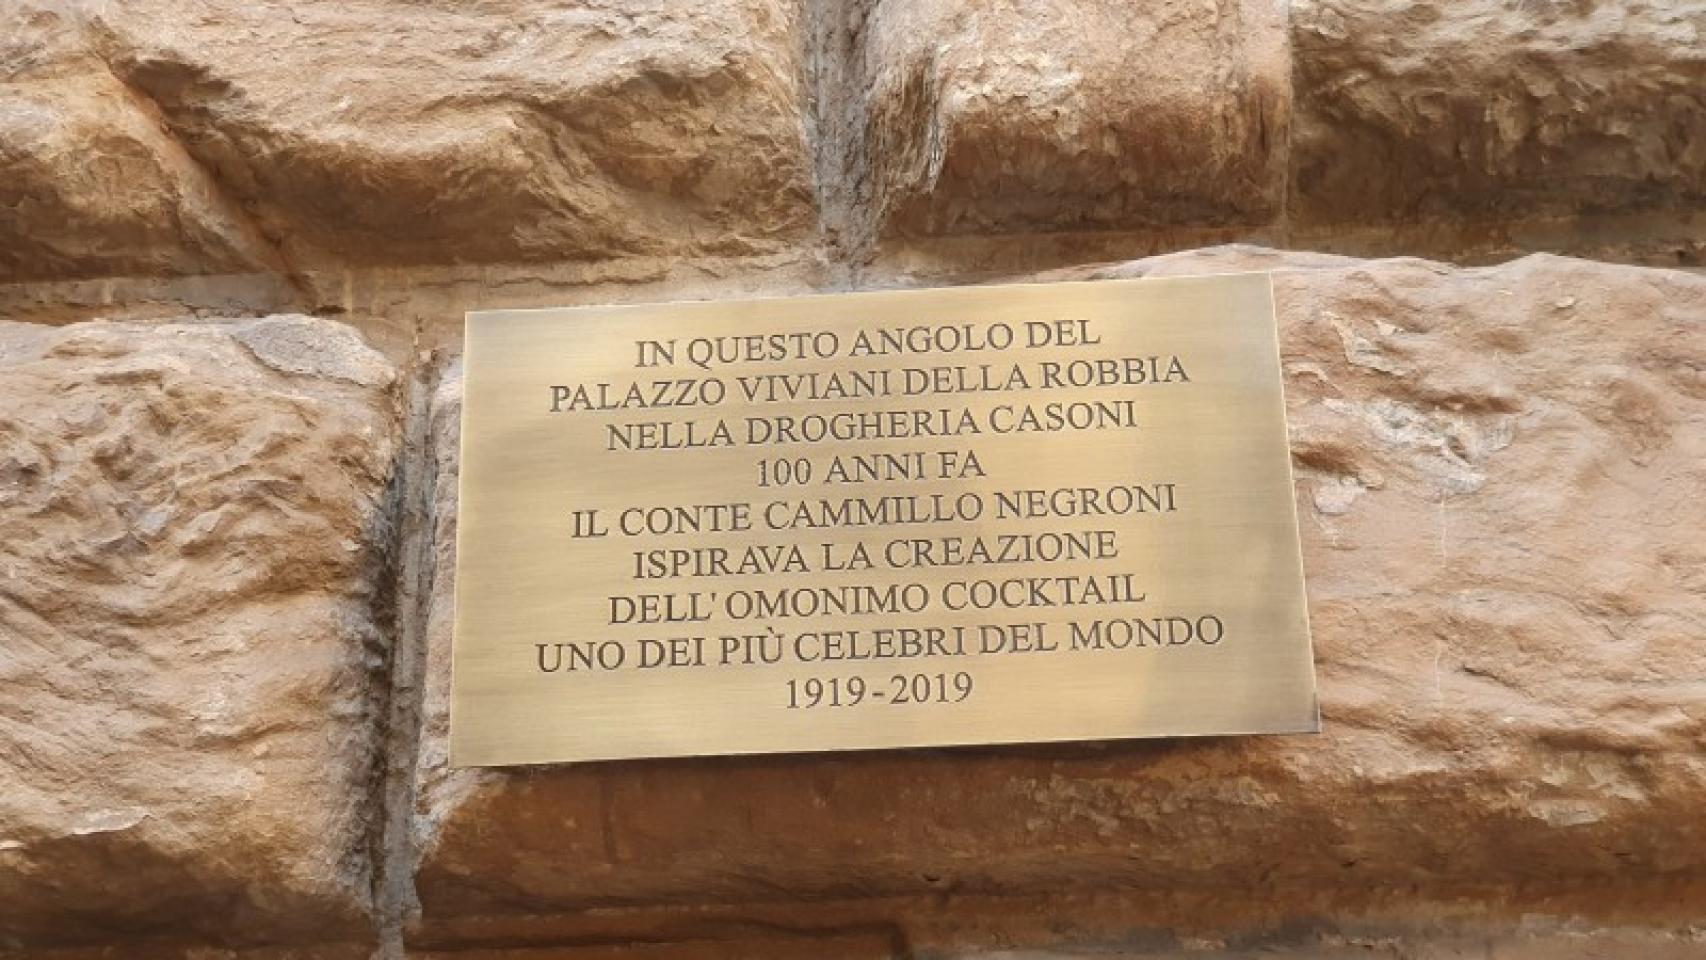 IN QUESTO ANGOLO DEL
PALAZZO VIVIANI DELLA ROBBIA
NELLA DROGHERIA CASONI
100 ANNI FA
IL CONTE CAMMILLO NEGRONI
ISPIRAVA LA CREAZIONE
DELL' OMONIMO COCKTAIL
UNO DEI PIÙ CELEBRI DEL MONDO
1919-2019